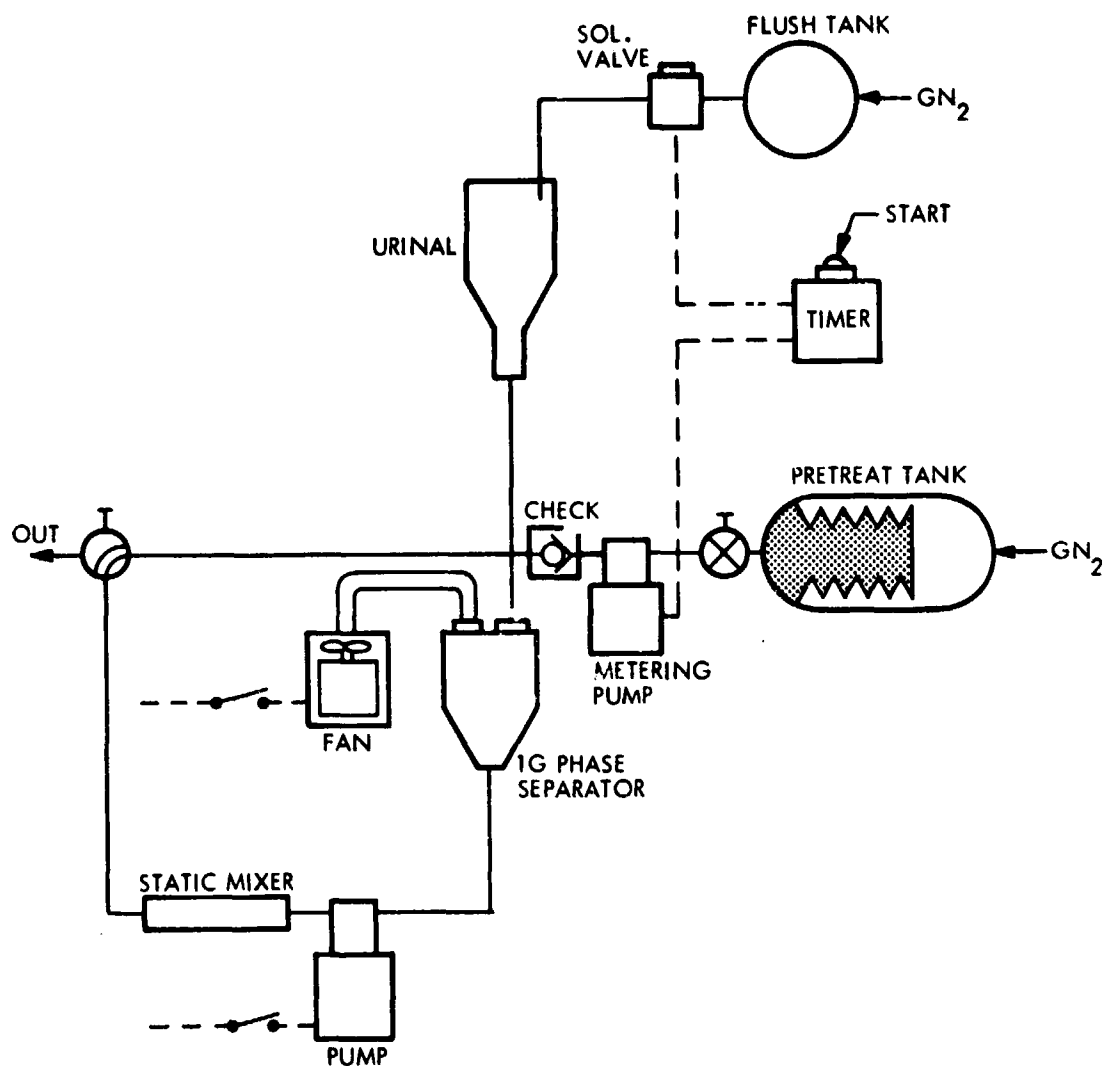 FLUSH TANK
SOL.
VALVE
GN2
START
URINAL
TIMER
PRETREAT TANK
CHECK
OUT
GN2
METERING
PUMP
FAN
1G PHASE
SEPARATOR
STATIC MIXER
PUMP